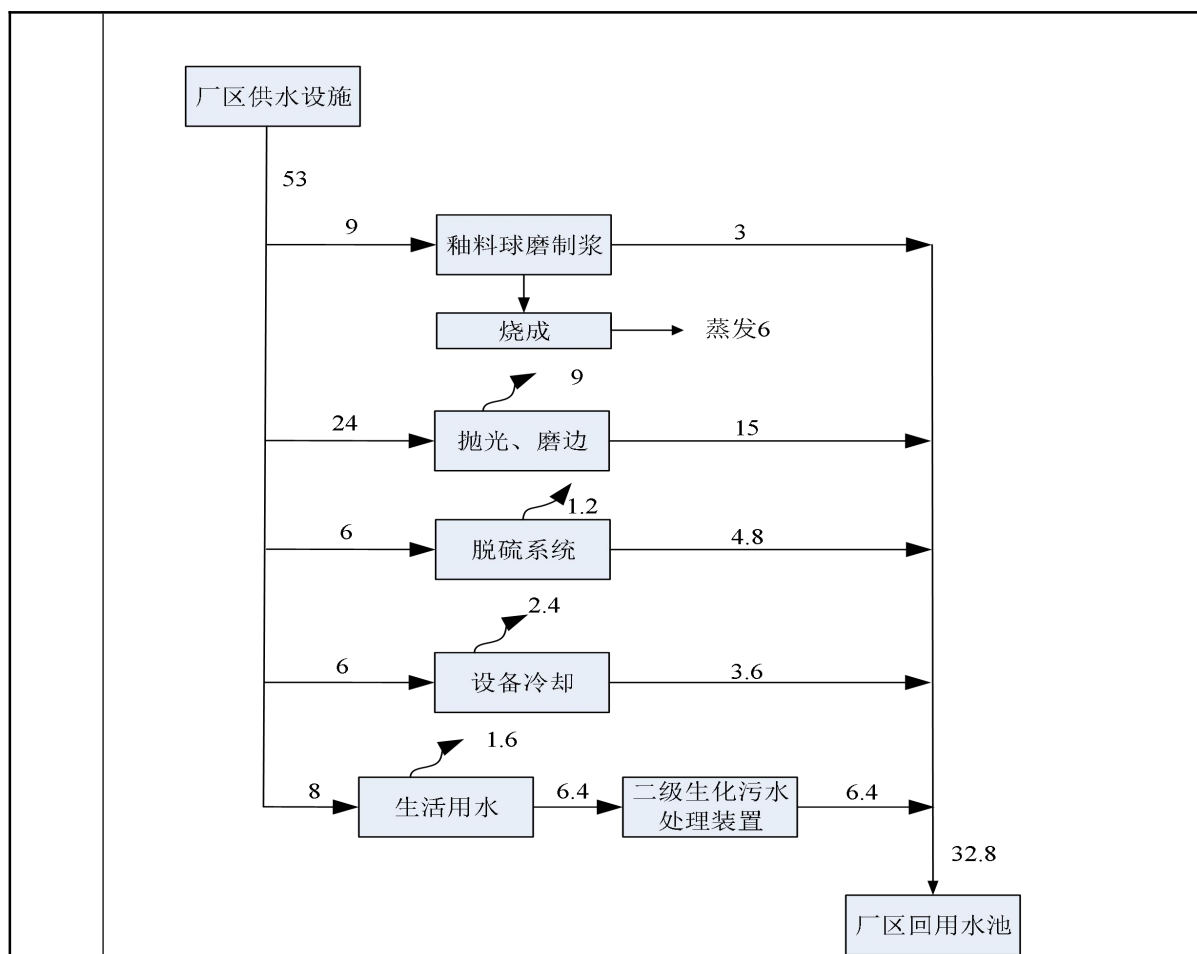 厂区供水设施
53
9
釉料球磨制浆
3
烧成
蒸发6
9
24
抛光、磨边
15
1.2
6
脱硫系统
4.8
2.4
6
设备冷却
3.6
1.6
8
生活用水
6.4
二级生化污水
处理装置
6.4
32.8
厂区回用水池